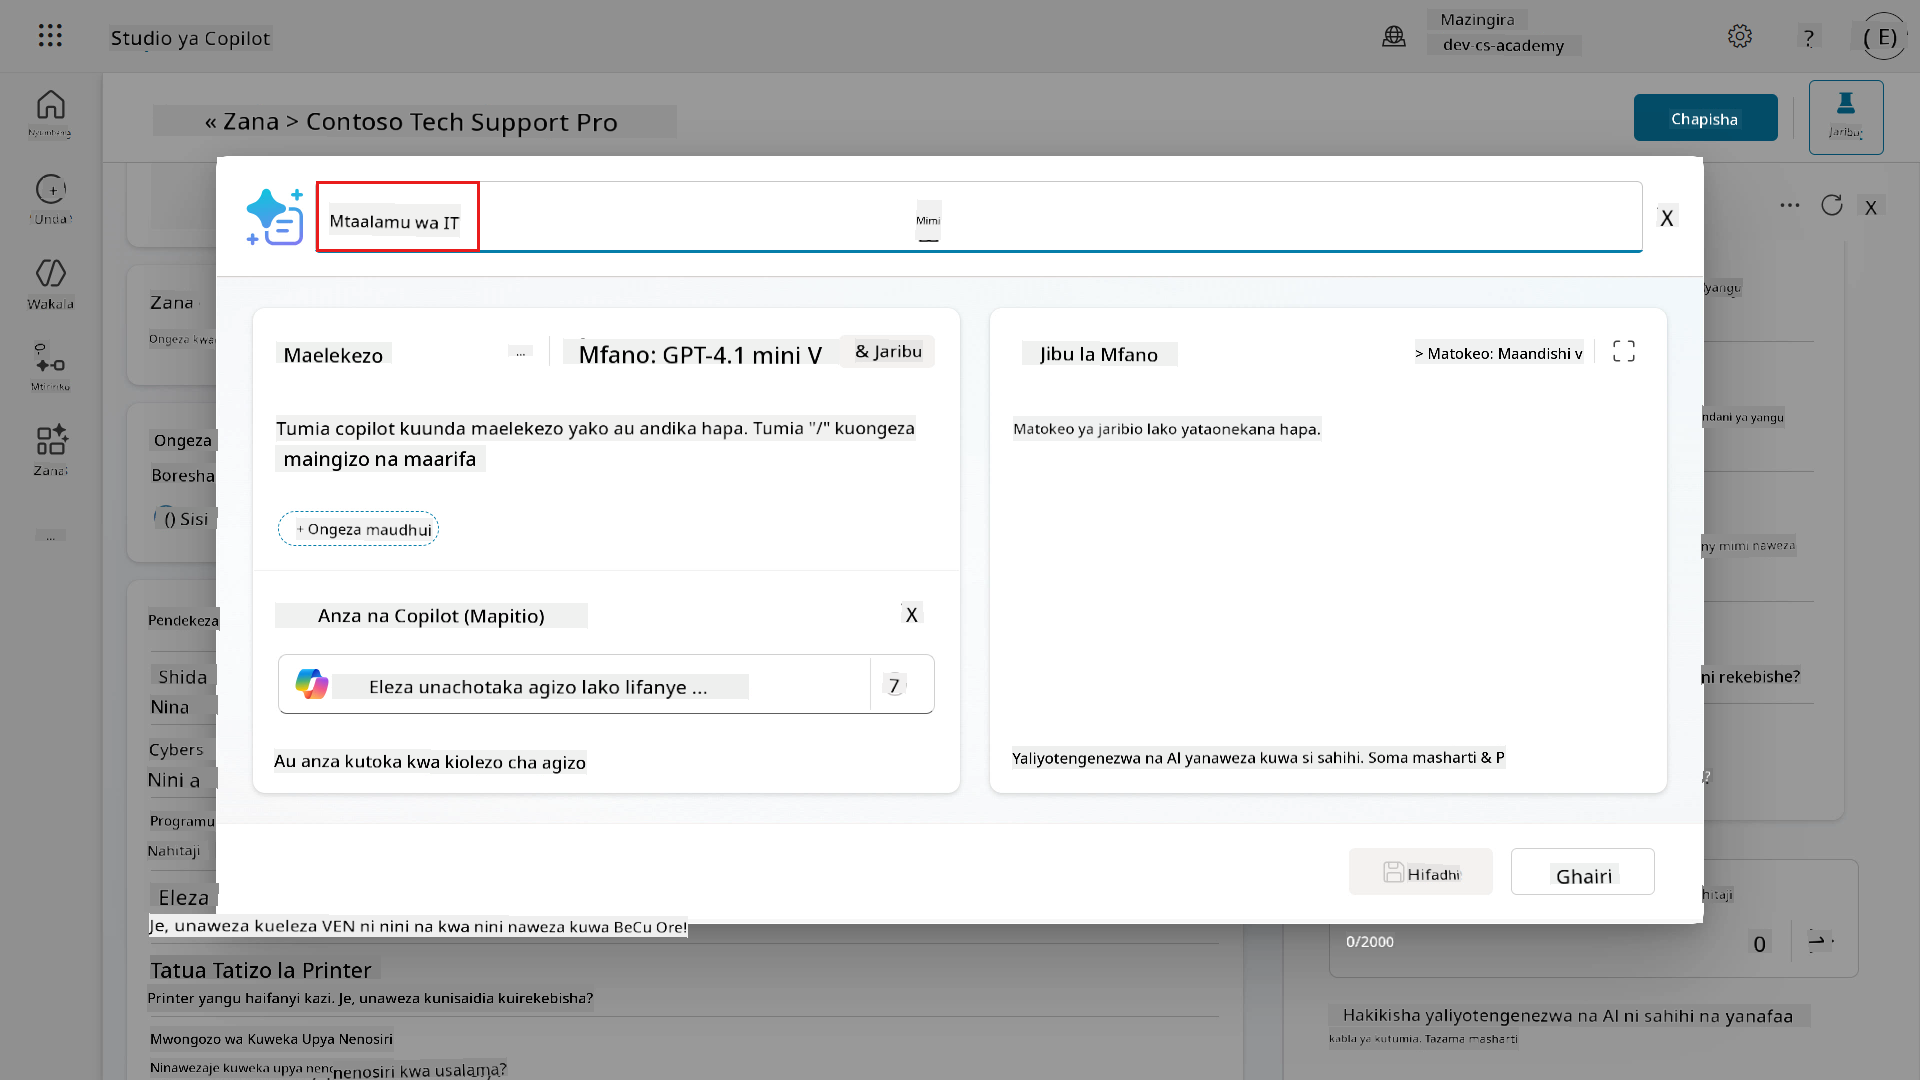 Studio ya Copilot
Mazingira
dev-cs-academy
?
( E)
« Zana > Contoso Tech Support Pro
Chapisha
Jaribu
Unda
Wakala
Zana
...
Mtaalamu wa IT
Mimi
X
... X
Zana
Ongeza kwa
Ongeza
Boresha
() Sisi
Maelekezo
...
Mfano: GPT-4.1 mini V
& Jaribu
Tumia copilot kuunda maelekezo yako au andika hapa. Tumia "/" kuongeza
maingizo na maarifa
+ Ongeza maudhui
Anza na Copilot (Mapitio)
X
Eleza unachotaka agizo lako lifanye ...
7
Au anza kutoka kwa kiolezo cha agizo
Jibu la Mfano
> Matokeo: Maandishi v
Matokeo ya jaribio lako yataonekana hapa.
Yaliyotengenezwa na AI yanaweza kuwa si sahihi. Soma masharti & P
Hifadhi
Ghairi
yangu
ndani ya yangu
ny mimi naweza
ni rekebishe?
?
hitaji
Pendekeza
Shida
Nina
Cybers
Nini a
Programu
Nahitaji
Eleza
Je, unaweza kueleza VEN ni nini na kwa nini naweza kuwa BeCu Ore!
Tatua Tatizo la Printer
Printer yangu haifanyi kazi. Je, unaweza kunisaidia kuirekebisha?
Mwongozo wa Kuweka Upya Nenosiri
Ninawezaje kuweka upya nenc
nenosiri kwa usalama?
0/2000
0
Hakikisha yaliyotengenezwa na AI ni sahihi na yanafaa
kabla ya kutumia. Tazama masharti